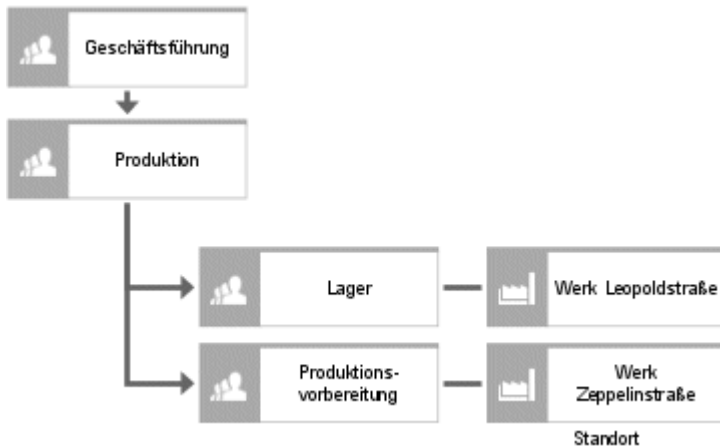 Geschäftsführung
Produktion
Lager
Werk Leopoldstraße
Produktions-
vorbereitung
Werk
Zeppelinstraße
Standort